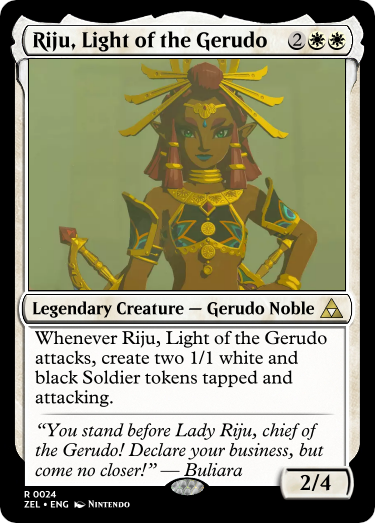 Riju, Light of the Gerudo 2
Legendary Creature — Gerudo Noble
Whenever Riju, Light of the Gerudo
attacks, create two 1/1 white and
black Soldier tokens tapped and
attacking.
“You stand before Lady Riju, chief of
the Gerudo! Declare your business, but
come no closer!” — Buliara
2/4
R 0024
ZEL • ENG Nintendo